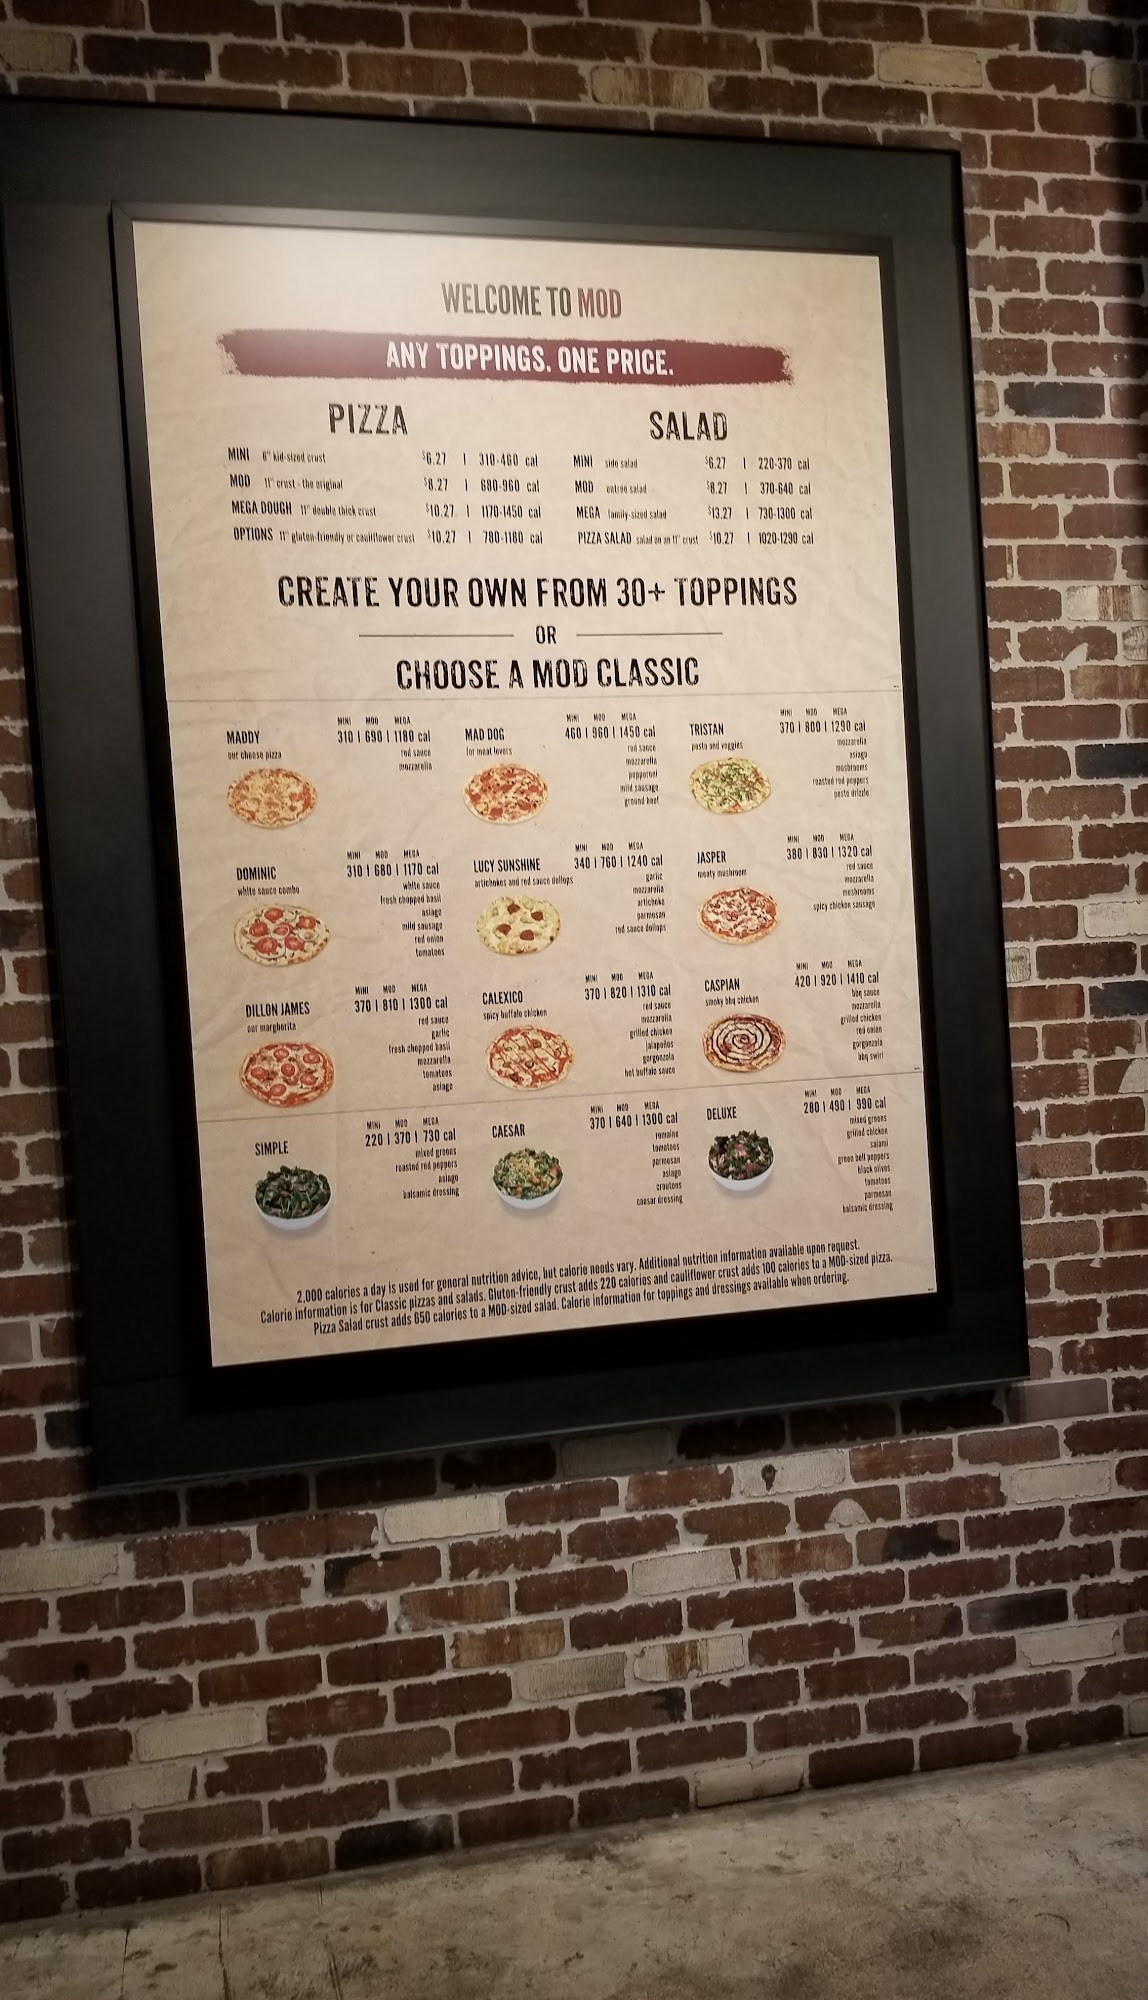 WELCOME TO MOD
ANY TOPPINGS. ONE PRICE.
PIZZA
MINI 6" kid-sized crust $6.27 | 310-460 cal
MOD 11" crust - the original $8.27 | 680-960 cal
MEGA DOUGH 11" double thick crust $10.27 | 1170-1450 cal
OPTIONS 11" gluten-friendly or cauliflower crust $10.27 | 780-1180 cal
SALAD
MINI side salad $6.27 | 220-370 cal
MOD entrée salad $8.27 | 370-640 cal
MEGA family-sized salad $13.27 | 730-1300 cal
PIZZA SALAD salad on an 11" crust $10.27 | 1020-1290 cal
CREATE YOUR OWN FROM 30+ TOPPINGS
OR
CHOOSE A MOD CLASSIC
MADDY
our cheese pizza
MINI MOD MEGA
310 | 690 | 1180 cal
red sauce
mozzarella
MAD DOG
for meat lovers
MINI MOD MEGA
460 | 960 | 1450 cal
red sauce
mozzarella
pepperoni
mild sausage
ground beef
TRISTAN
pesto and veggies
MINI MOD MEGA
370 | 800 | 1290 cal
mozzarella
asiago
mushrooms
roasted red peppers
pesto drizzle
DOMINIC
white sauce combo
MINI MOD MEGA
310 | 680 | 1170 cal
white sauce
fresh chopped basil
asiago
mild sausage
red onion
tomatoes
LUCY SUNSHINE
artichokes and red sauce dollops
MINI MOD MEGA
340 | 760 | 1240 cal
garlic
mozzarella
artichoke
parmesan
red sauce dollops
JASPER
meaty mushroom
MINI MOD MEGA
380 | 830 | 1320 cal
red sauce
mozzarella
mushrooms
spicy chicken sausage
DILLON JAMES
our margherita
MINI MOD MEGA
370 | 810 | 1300 cal
red sauce
garlic
fresh chopped basil
mozzarella
tomatoes
asiago
CALEXICO
spicy buffalo chicken
MINI MOD MEGA
370 | 820 | 1310 cal
red sauce
mozzarella
grilled chicken
jalapeños
gorgonzola
hot buffalo sauce
CASPIAN
smoky bbq chicken
MINI MOD MEGA
420 | 920 | 1410 cal
bbq sauce
mozzarella
grilled chicken
red onion
gorgonzola
bbq swirl
SIMPLE
MINI MOD MEGA
220 | 370 | 730 cal
mixed greens
roasted red peppers
asiago
balsamic dressing
CAESAR
MINI MOD MEGA
370 | 640 | 1300 cal
romaine
tomatoes
parmesan
asiago
croutons
caesar dressing
DELUXE
MINI MOD MEGA
280 | 490 | 990 cal
mixed greens
grilled chicken
salami
green bell peppers
black olives
tomatoes
parmesan
balsamic dressing
2,000 calories a day is used for general nutrition advice, but calorie needs vary. Additional nutrition information available upon request.
Calorie information is for Classic pizzas and salads. Gluten-friendly crust adds 220 calories and cauliflower crust adds 100 calories to a MOD-sized pizza.
Pizza Salad crust adds 650 calories to a MOD-sized salad. Calorie information for toppings and dressings available when ordering.